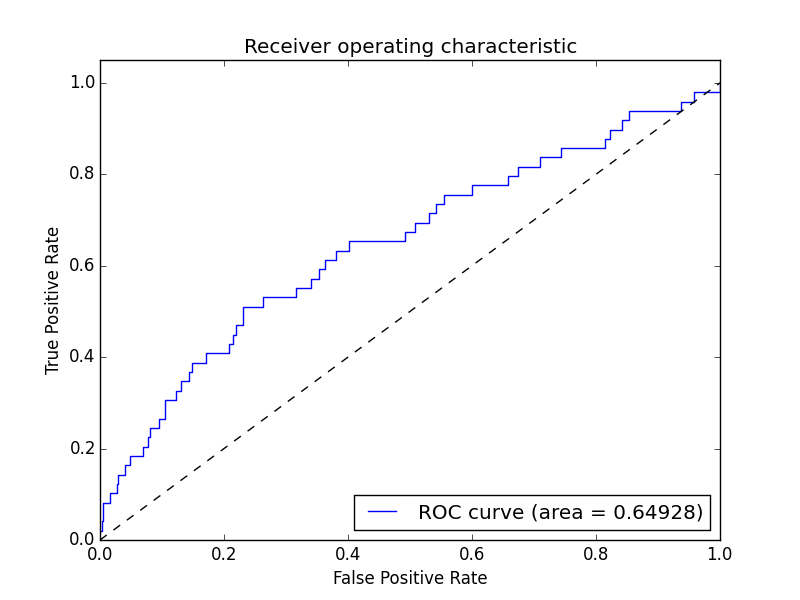 Receiver operating characteristic
1.0
0.8
0.6
0.4
0.2
0.0
True Positive Rate
ROC curve (area = 0.64928)
0.0 0.2 0.4 0.6 0.8 1.0
False Positive Rate